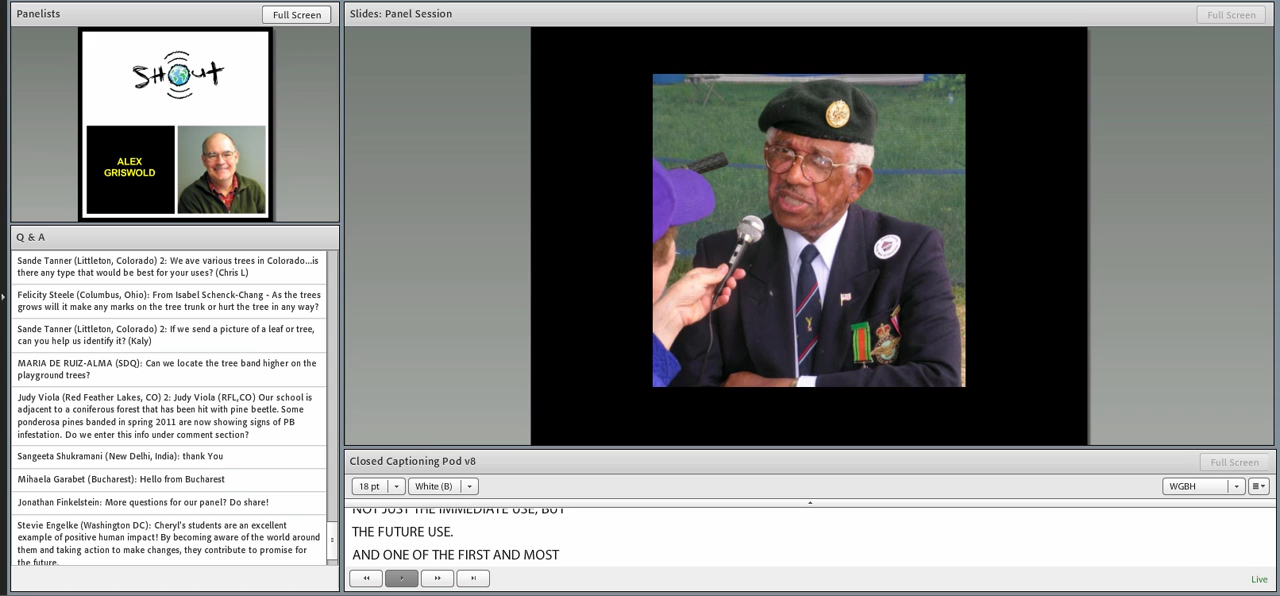 Panelists
Full Screen
SHOUT
ALEX
GRISWOLD
Q & A
Sande Tanner (Littleton, Colorado) 2: We ave various trees in Colorado...is
there any type that would be best for your uses? (Chris L)
Felicity Steele (Columbus, Ohio): From Isabel Schenck-Chang - As the trees
grows will it make any marks on the tree trunk or hurt the tree in any way?
Sande Tanner (Littleton, Colorado) 2: If we send a picture of a leaf or tree,
can you help us identify it? (Kaly)
MARIA DE RUIZ-ALMA (SDQ): Can we locate the tree band higher on the
playground trees?
Judy Viola (Red Feather Lakes, CO) 2: Judy Viola (RFL,CO) Our school is
adjacent to a coniferous forest that has been hit with pine beetle. Some
ponderosa pines banded in spring 2011 are now showing signs of PB
infestation. Do we enter this info under comment section?
Sangeeta Shukramani (New Delhi, India): thank You
Mihaela Garabet (Bucharest): Hello from Bucharest
Jonathan Finkelstein: More questions for our panel? Do share!
Stevie Engelke (Washington DC): Cheryl's students are an excellent
example of positive human impact! By becoming aware of the world around
them and taking action to make changes, they contribute to promise for
the future.
Slides: Panel Session
Full Screen
Closed Captioning Pod v8
Full Screen
18 pt
White (B)
WGBH
NOT JUST THE IMMEDIATE USE, BUT
THE FUTURE USE.
AND ONE OF THE FIRST AND MOST
Live